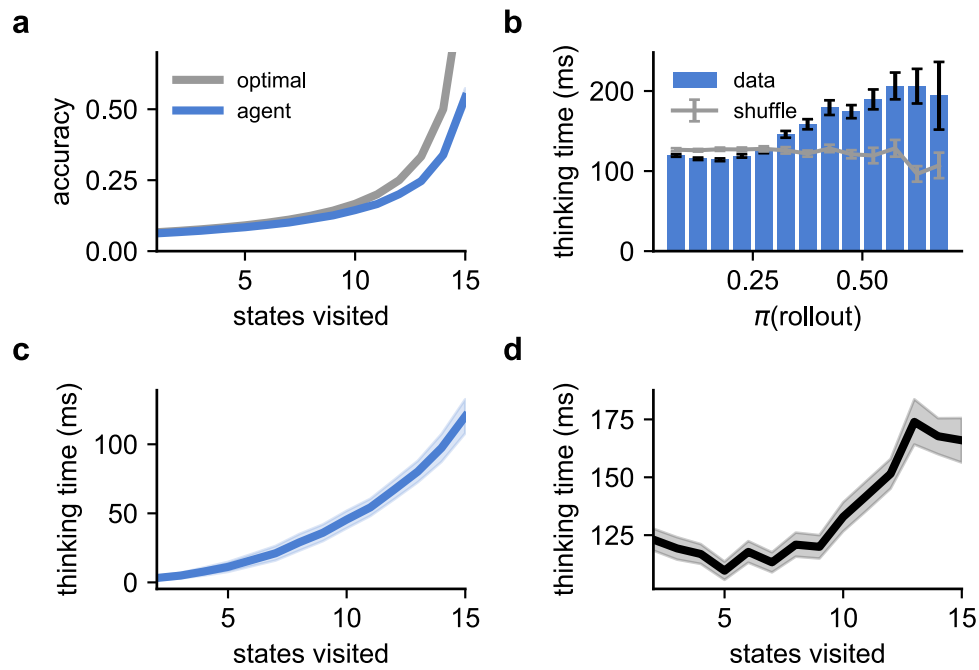 a
accuracy
0.50
0.25
0.00
optimal
agent
5
10
15
states visited
b
thinking time (ms)
200
100
0
data
shuffle
0.25
0.50
π(rollout)
c
thinking time (ms)
100
50
0
5
10
15
states visited
d
thinking time (ms)
175
150
125
5
10
15
states visited